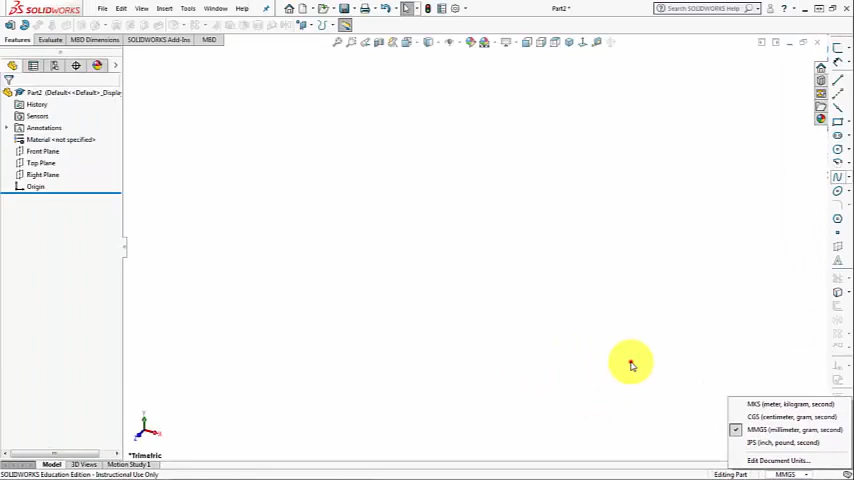 SOLIDWORKS
File Edit View Insert Tools Window Help
Part2 *
Search SOLIDWORKS Help
Features Evaluate MBD Dimensions SOLIDWORKS Add-Ins MBD
Part2 (Default<<Default>_Displa
History
Sensors
Annotations
Material <not specified>
Front Plane
Top Plane
Right Plane
Origin
MKS (meter, kilogram, second)
CGS (centimeter, gram, second)
MMGS (millimeter, gram, second)
IPS (inch, pound, second)
Edit Document Units...
*Trimetric
Model 3D Views Motion Study 1
SOLIDWORKS Education Edition - Instructional Use Only
Editing Part
MMGS